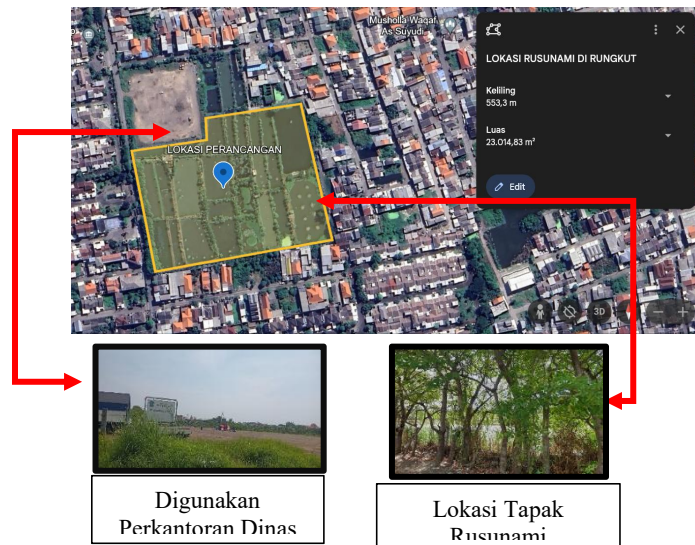 Musholla Waqaf
As Suyudi
LOKASI RUSUNAMI DI RUNGKUT
Keliling
553,3 m
Luas
23.014,83 m²
Edit
LOKASI PERANCANGAN
3D
Digunakan
Perkantoran Dinas
Lokasi Tapak
Rusunami